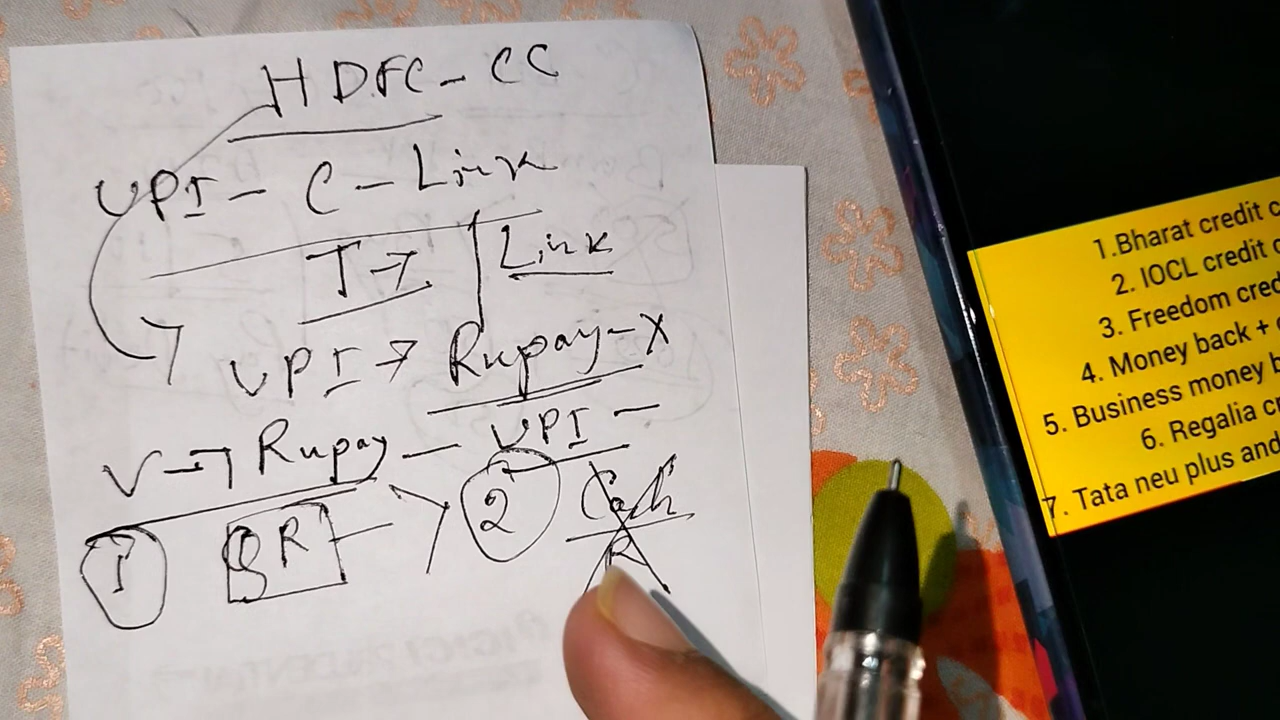 HDFC - CC
UPI - C - Link
T → Link
UPI → Rupay - X
V → Rupay - UPI -
1 QR 2 Cash
R
1.Bharat credit c
2. IOCL credit c
3. Freedom cred
4. Money back +
5. Business money b
6. Regalia cr
7. Tata neu plus and